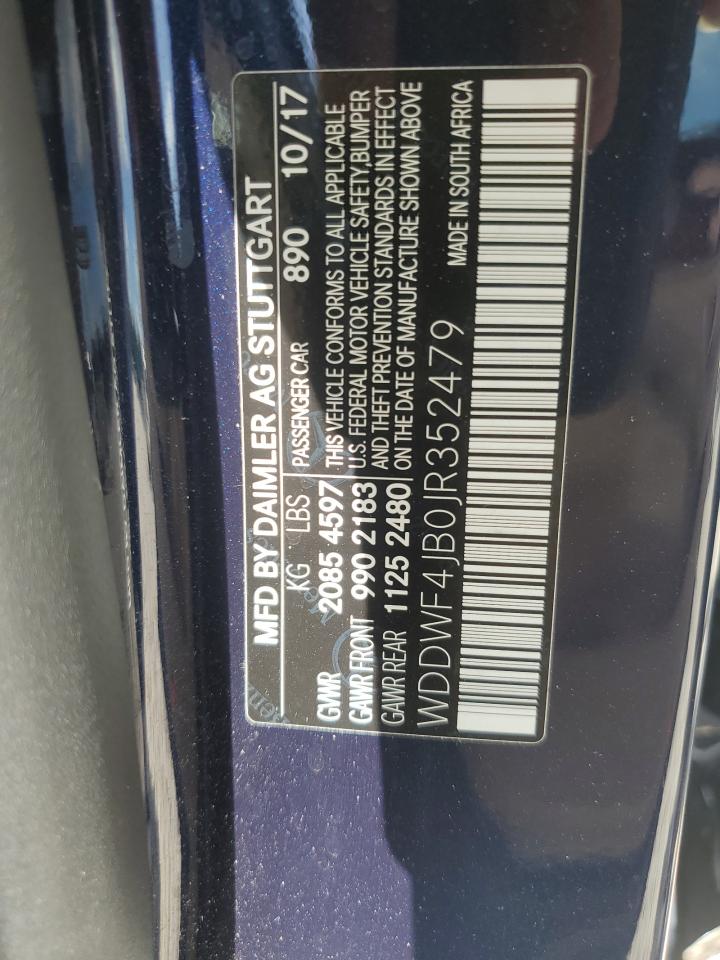 MFD BY DAIMLER AG STUTTGART
KG LBS PASSENGER CAR 890 10/17
GVWR 2085 4597 THIS VEHICLE CONFORMS TO ALL APPLICABLE
GAWR FRONT 990 2183 U.S. FEDERAL MOTOR VEHICLE SAFETY,BUMPER
GAWR REAR 1125 2480 AND THEFT PREVENTION STANDARDS IN EFFECT
ON THE DATE OF MANUFACTURE SHOWN ABOVE
WDDWF4JB0JR352479 MADE IN SOUTH AFRICA